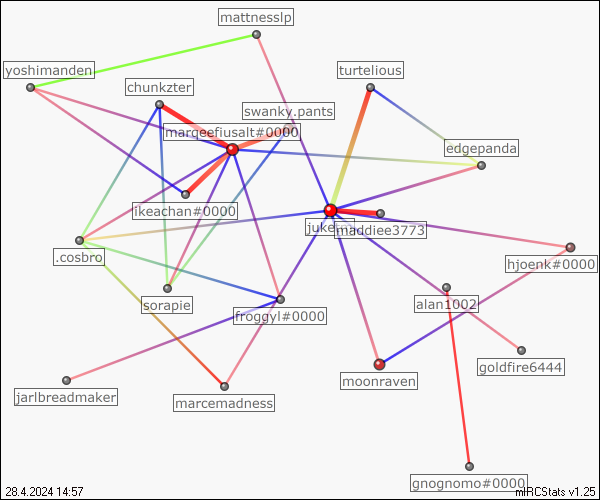 mattnesslp
yoshimanden
turtelious
chunkzter
swanky.pants
marqeefiusalt#0000
edgepanda
ikeachan#0000
maddiee3773
.cosbro
hjoenk#0000
sorapie
alan1002
froggyl#0000
goldfire6444
moonraven
jarlbreadmaker
marcemadness
gnognomo#0000
28.4.2024 14:57
mIRCStats v1.25